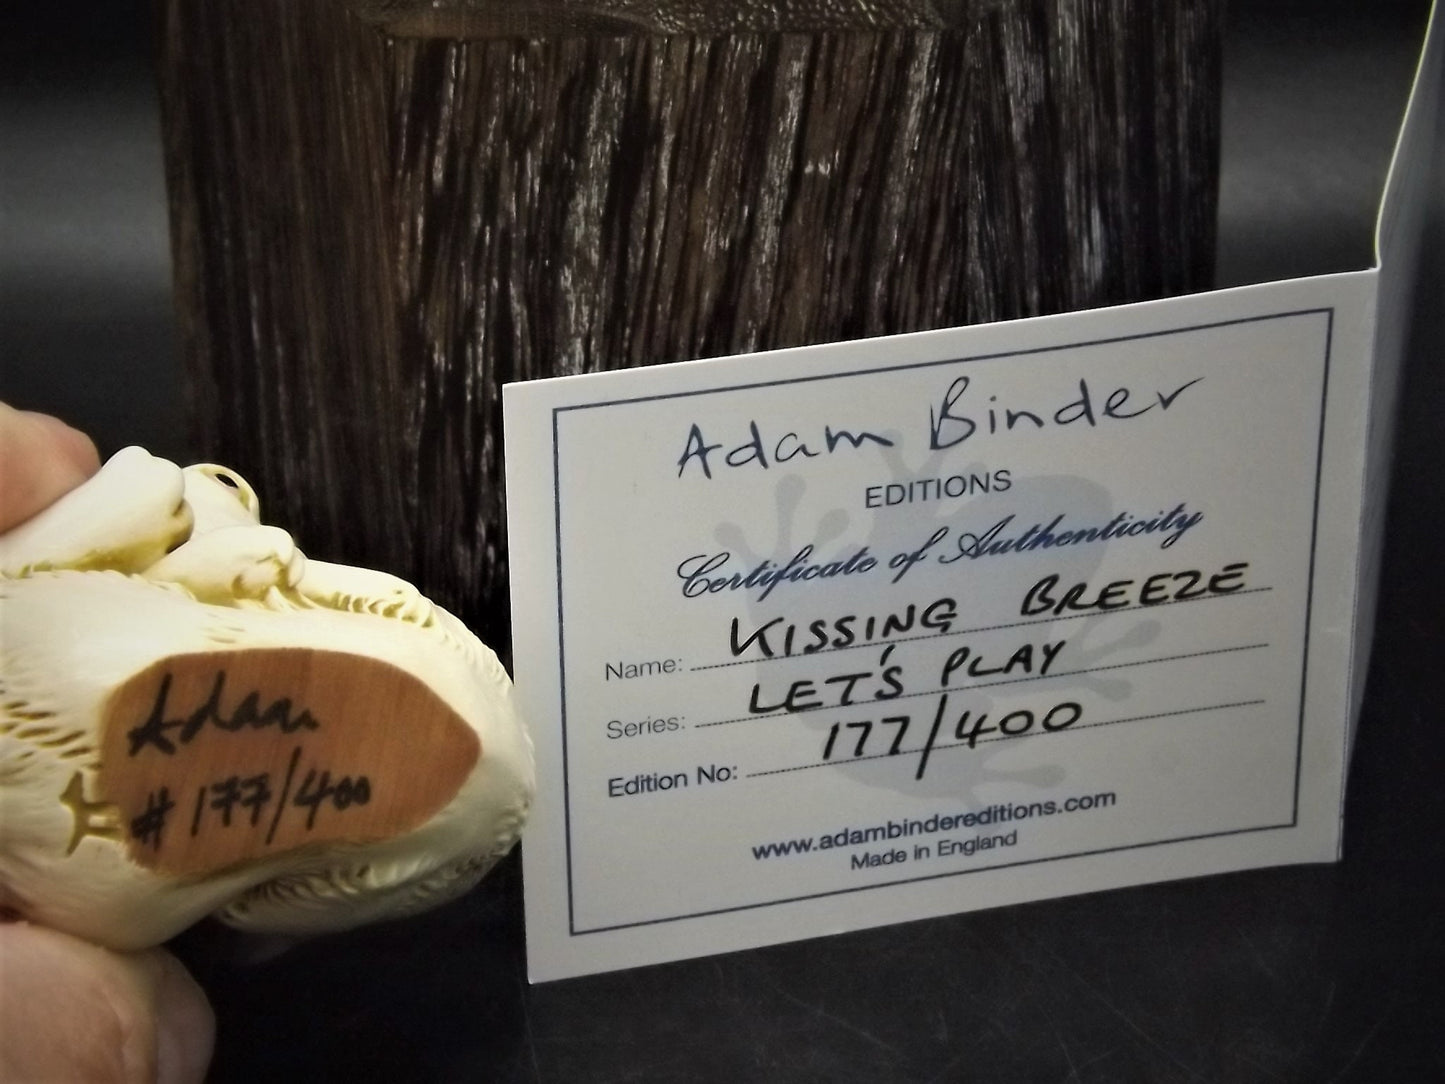 Adam
# 177/400
Adam Binder
EDITIONS
Certificate of Authenticity
Name: KISSING BREEZE
Series: LET'S PLAY
Edition No: 177/400
www.adambindereditions.com
Made in England